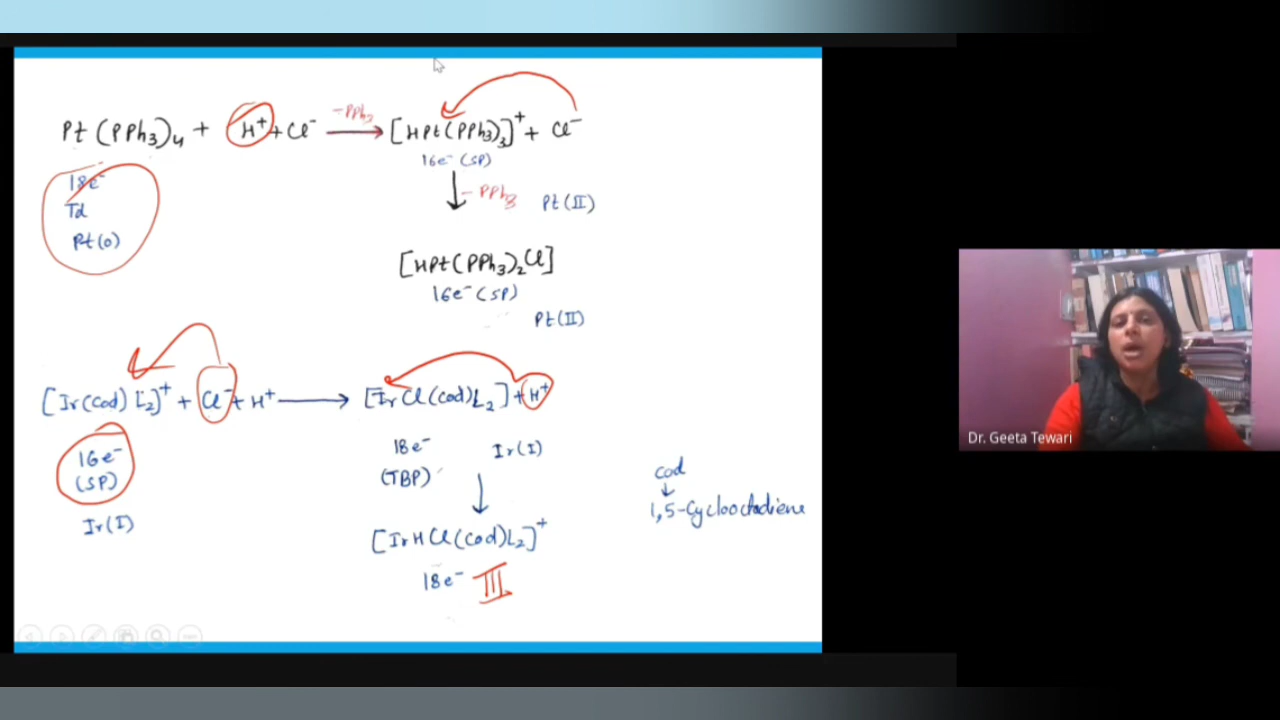 Pt(PPh₃)₄ + H⁺ + Cl⁻ —-PPh₃→ [HPt(PPh₃)₃]⁺ + Cl⁻
18e⁻
Td
Pt(0)
16e⁻ (SP)
↓ -PPh₃
Pt(II)
[HPt(PPh₃)₂Cl]
16e⁻ (SP)
Pt(II)
[Ir(cod)L₂]⁺ + Cl⁻ + H⁺ ⟶ [IrCl(cod)L₂] + H⁺
16e⁻
(SP)
Ir(I)
18e⁻
(TBP)
Ir(I)
↓
[IrHCl(cod)L₂]⁺
18e⁻ III
cod
↓
1,5-Cyclooctadiene
Dr. Geeta Tewari